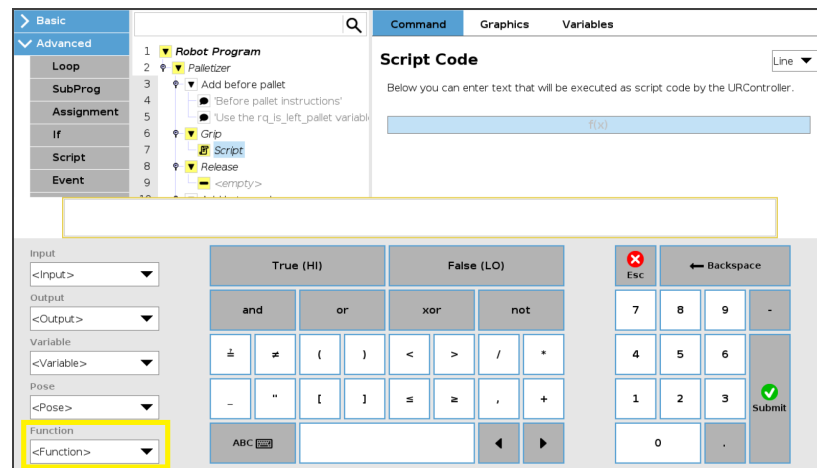 Basic
Advanced
Loop
SubProg
Assignment
If
Script
Event
1 Robot Program
2 Palletizer
3 Add before pallet
4 'Before pallet instructions'
5 'Use the rq_is_left_pallet variabl
6 Grip
7 Script
8 Release
9 <empty>
Command Graphics Variables
Script Code
Line
Below you can enter text that will be executed as script code by the URController.
f(x)
Input
<Input>
Output
<Output>
Variable
<Variable>
Pose
<Pose>
Function
<Function>
True (HI) False (LO)
and or xor not
≟ ≠ ( ) < > / *
_ " [ ] ≤ ≥ , +
ABC
Esc Backspace
7 8 9 -
4 5 6
1 2 3
Submit
0 .